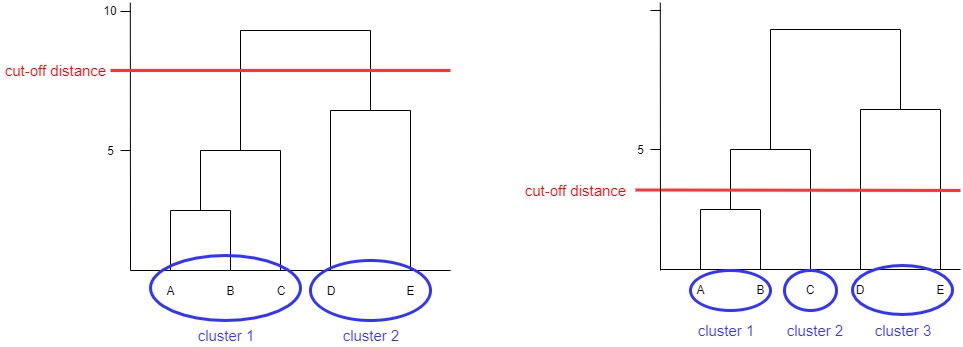 10
cut-off distance
5
A B C D E
cluster 1 cluster 2
5
cut-off distance
A B C D E
cluster 1 cluster 2 cluster 3